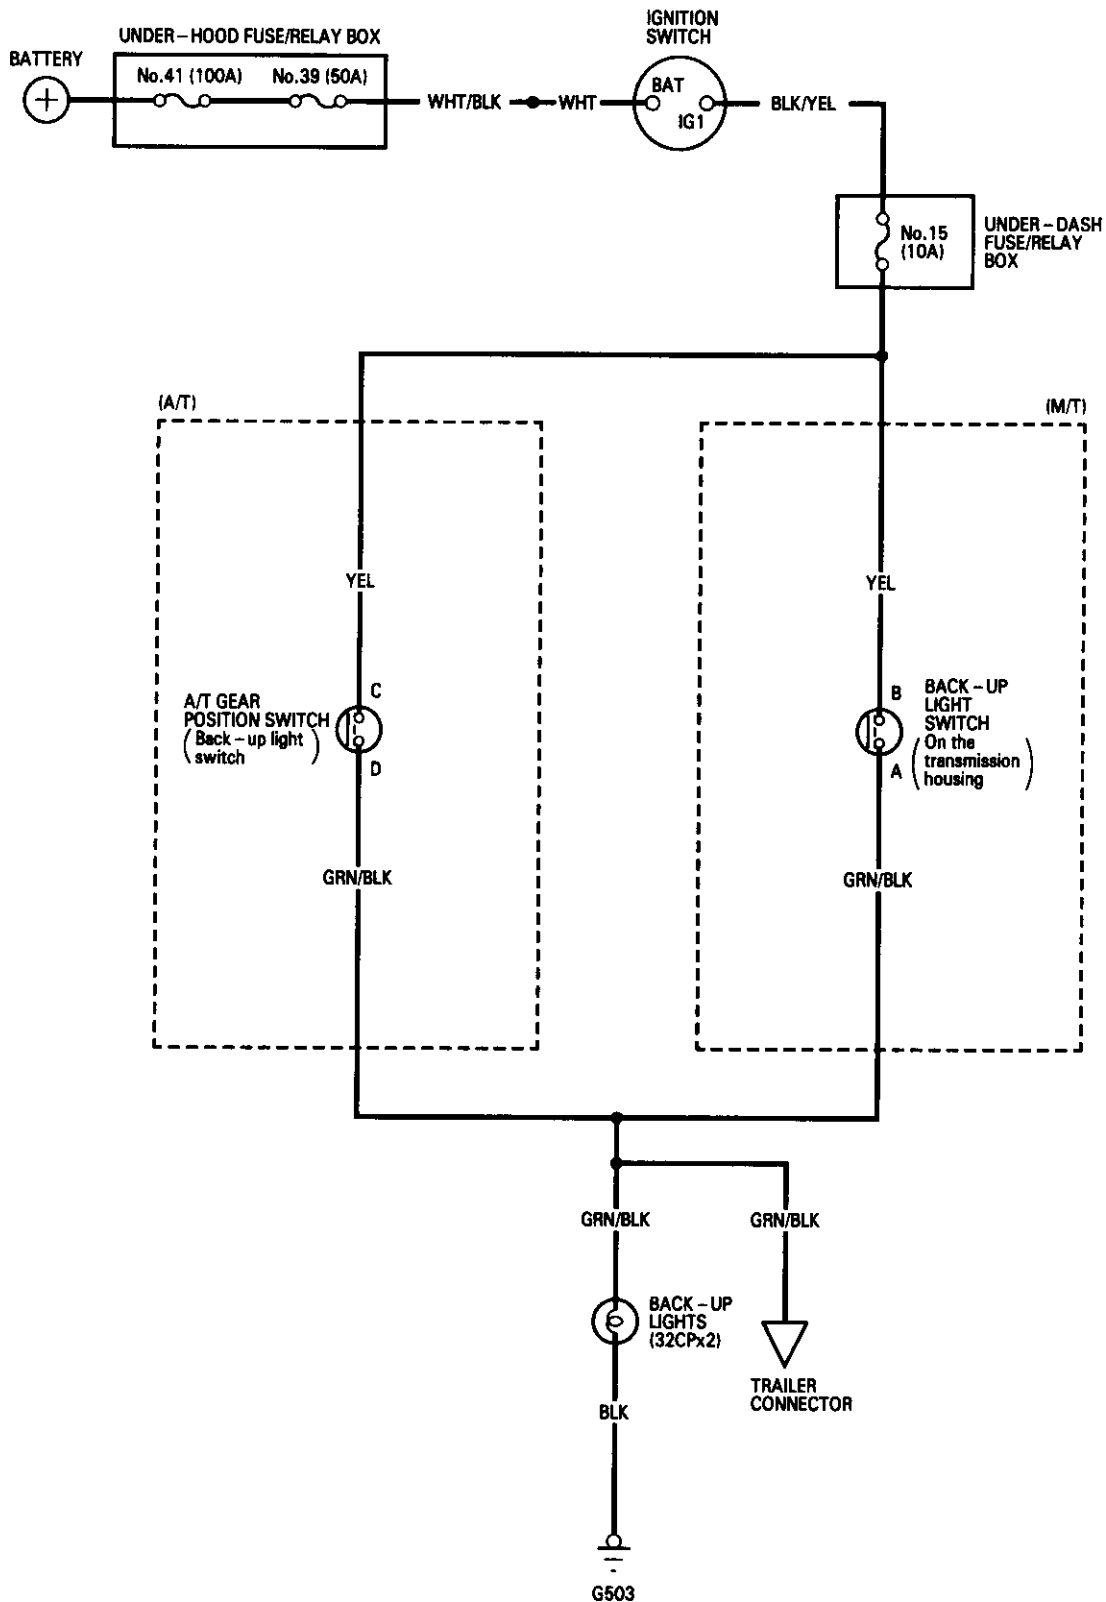 IGNITION
SWITCH
UNDER-HOOD FUSE/RELAY BOX
BATTERY
No.41 (100A)
No.39 (50A)
WHT/BLK
WHT
BAT
IG1
BLK/YEL
No.15
(10A)
UNDER-DASH
FUSE/RELAY
BOX
(A/T)
(M/T)
YEL
YEL
A/T GEAR
POSITION SWITCH
(Back-up light
switch)
C
D
B
A
BACK-UP
LIGHT
SWITCH
(On the
transmission
housing)
GRN/BLK
GRN/BLK
GRN/BLK
GRN/BLK
BACK-UP
LIGHTS
(32CPx2)
TRAILER
CONNECTOR
BLK
G503